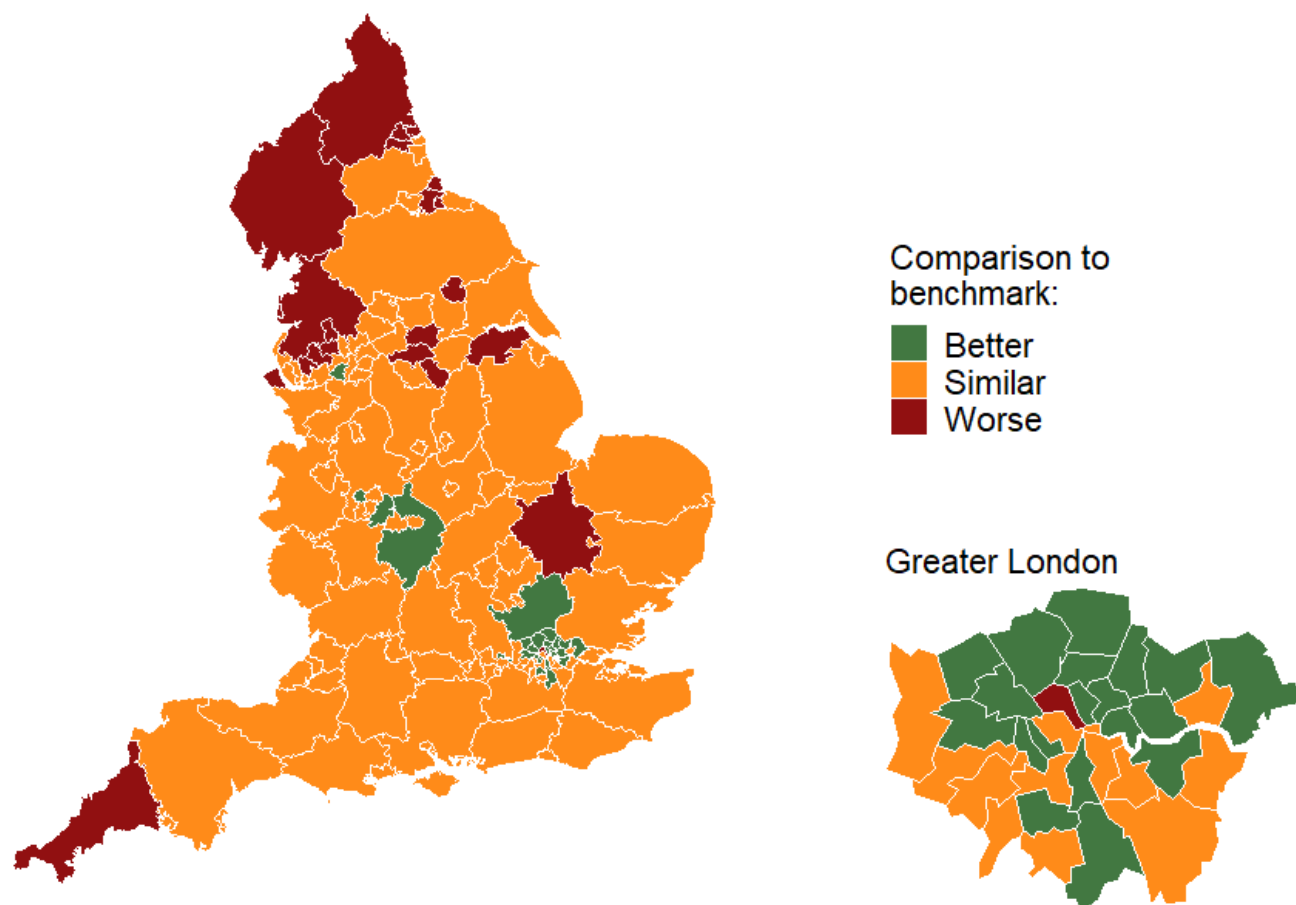 Comparison to
benchmark:
Better
Similar
Worse
Greater London